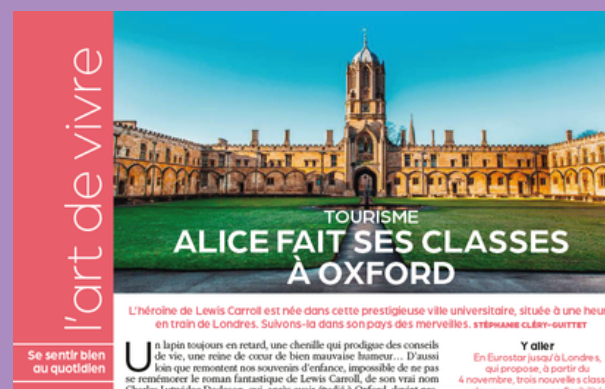 l'art de vivre
Se sentir bien
au quotidien
TOURISME
ALICE FAIT SES CLASSES
À OXFORD
L'héroïne de Lewis Carroll est née dans cette prestigieuse ville universitaire, située à une heur
en train de Londres. Suivons-la dans son pays des merveilles. STÉPHANIE CLÉRY-GUITTET
Un lapin toujours en retard, une chenille qui prodigue des conseils
de vie, une reine de cœur de bien mauvaise humeur… D'aussi
loin que remontent nos souvenirs d'enfance, impossible de ne pas
se remémorer le roman fantastique de Lewis Carroll, de son vrai nom
Y aller
En Eurostar jusqu'à Londres,
qui propose, à partir du
4 novembre, trois nouvelles class